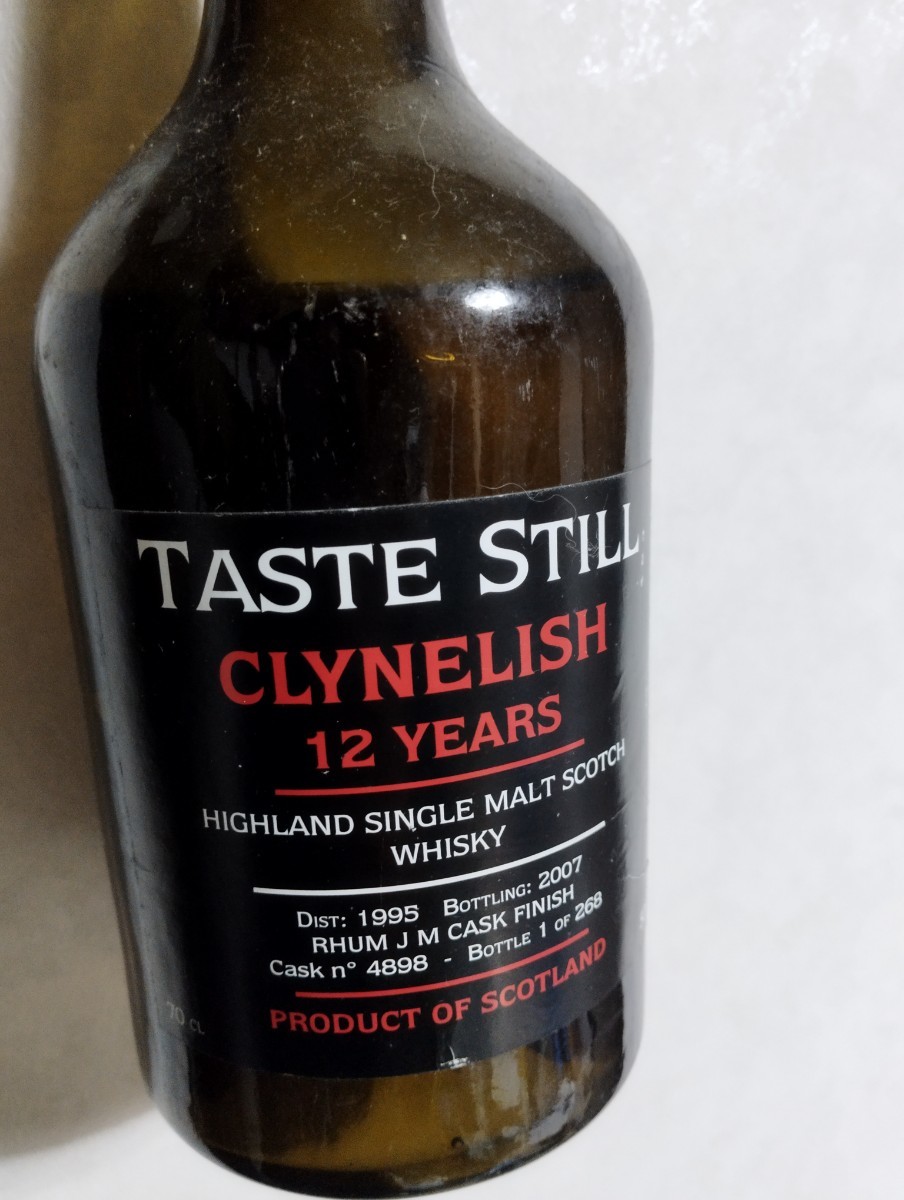 TASTE STILL
CLYNELISH
12 YEARS
HIGHLAND SINGLE MALT SCOTCH
WHISKY
DIST: 1995 BOTTLING: 2007
RHUM J M CASK FINISH
Cask n° 4898 - BOTTLE 1 OF 268
PRODUCT OF SCOTLAND
70 CL